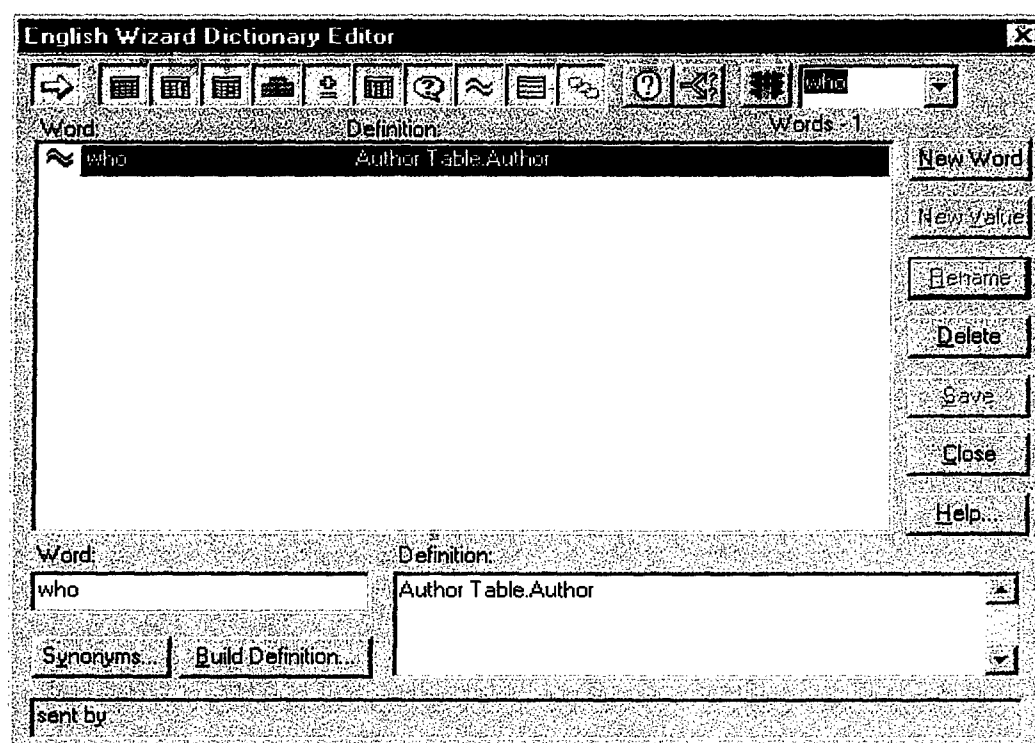 English Wizard Dictionary Editor
who
Word: Definition: Words - 1
who Author Table.Author
New Word
New Value
Rename
Delete
Save
Close
Help...
Word: Definition:
who Author Table.Author
Synonyms... Build Definition...
sent by